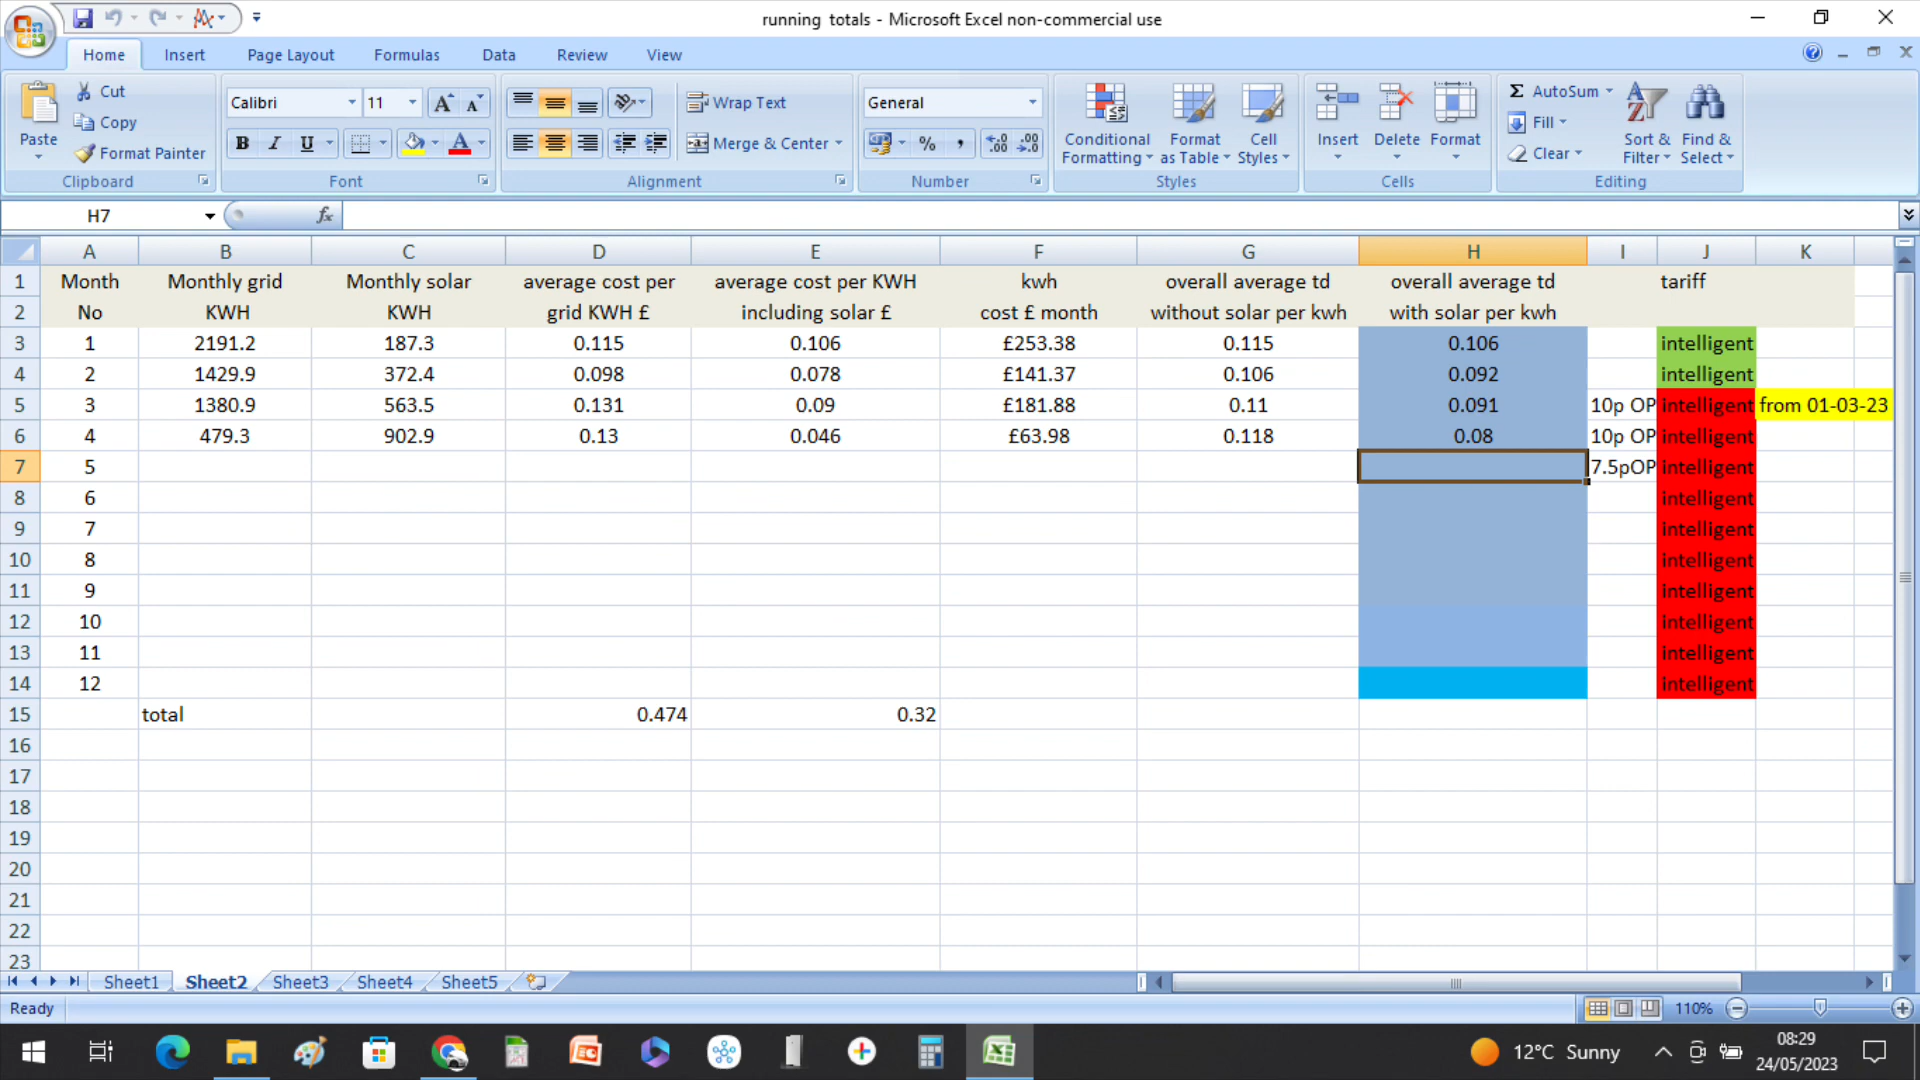 running totals - Microsoft Excel non-commercial use
Home Insert Page Layout Formulas Data Review View
Paste Cut Copy Format Painter Clipboard
Calibri 11 B I U A Font
Wrap Text Merge & Center Alignment
General % , Number
Conditional Formatting Format as Table Cell Styles Styles
Insert Delete Format Cells
Σ AutoSum Fill Clear Sort & Filter Find & Select Editing
H7 fx
A B C D E F G H I J K
1 Month Monthly grid Monthly solar average cost per average cost per KWH kwh overall average td overall average td tariff
2 No KWH KWH grid KWH £ including solar £ cost £ month without solar per kwh with solar per kwh
3 1 2191.2 187.3 0.115 0.106 £253.38 0.115 0.106 intelligent
4 2 1429.9 372.4 0.098 0.078 £141.37 0.106 0.092 intelligent
5 3 1380.9 563.5 0.131 0.09 £181.88 0.11 0.091 10p OP intelligent from 01-03-23
6 4 479.3 902.9 0.13 0.046 £63.98 0.118 0.08 10p OP intelligent
7 5 7.5pOP intelligent
8 6 intelligent
9 7 intelligent
10 8 intelligent
11 9 intelligent
12 10 intelligent
13 11 intelligent
14 12 intelligent
15 total 0.474 0.32
16
17
18
19
20
21
22
23
Sheet1 Sheet2 Sheet3 Sheet4 Sheet5
Ready 110%
12°C Sunny 08:29
24/05/2023